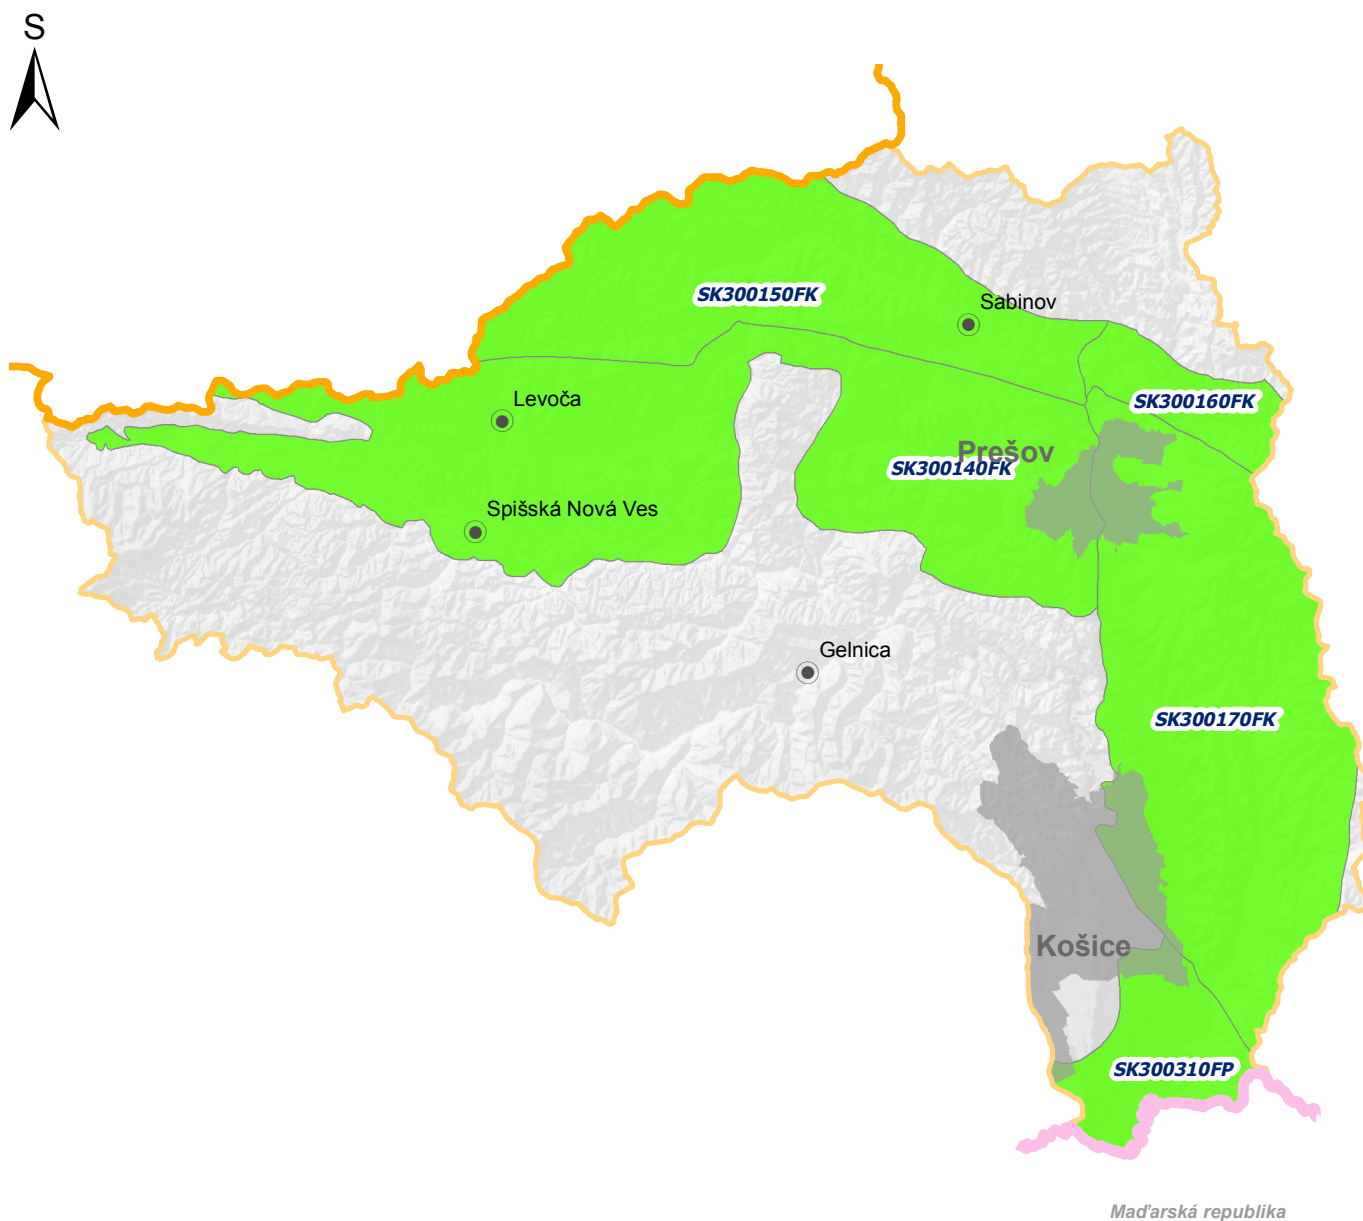 S
SK300150FK
Sabinov
Levoča
SK300160FK
Prešov
SK300140FK
Spišská Nová Ves
Gelnica
SK300170FK
Košice
SK300310FP
Maďarská republika